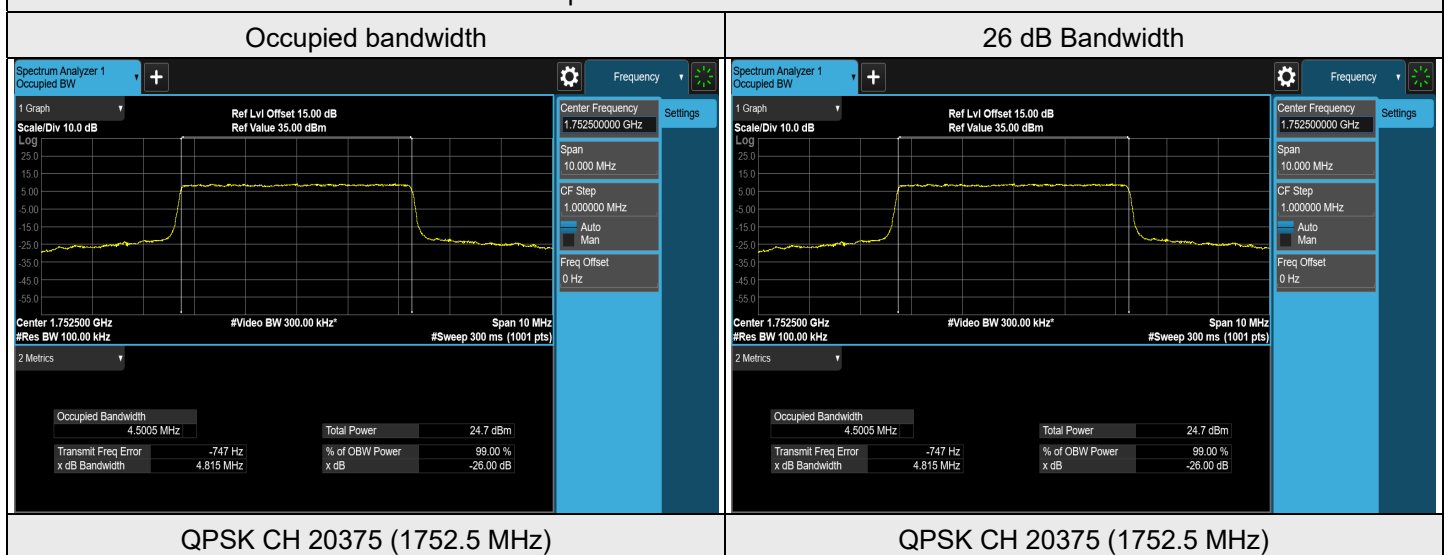 Occupied bandwidth
26 dB Bandwidth
Spectrum Analyzer 1
Occupied BW
+
Frequency
1 Graph
Scale/Div 10.0 dB
Log
Ref Lvl Offset 15.00 dB
Ref Value 35.00 dBm
25.0
15.0
5.00
-5.00
-15.0
-25.0
-35.0
-45.0
-55.0
Center 1.752500 GHz
#Res BW 100.00 kHz
#Video BW 300.00 kHz*
Span 10 MHz
#Sweep 300 ms (1001 pts)
Center Frequency
1.752500000 GHz
Settings
Span
10.000 MHz
CF Step
1.000000 MHz
Auto
Man
Freq Offset
0 Hz
2 Metrics
Occupied Bandwidth
4.5005 MHz
Total Power 24.7 dBm
Transmit Freq Error -747 Hz
% of OBW Power 99.00 %
x dB Bandwidth 4.815 MHz
x dB -26.00 dB
Spectrum Analyzer 1
Occupied BW
+
Frequency
1 Graph
Scale/Div 10.0 dB
Log
Ref Lvl Offset 15.00 dB
Ref Value 35.00 dBm
25.0
15.0
5.00
-5.00
-15.0
-25.0
-35.0
-45.0
-55.0
Center 1.752500 GHz
#Res BW 100.00 kHz
#Video BW 300.00 kHz*
Span 10 MHz
#Sweep 300 ms (1001 pts)
Center Frequency
1.752500000 GHz
Settings
Span
10.000 MHz
CF Step
1.000000 MHz
Auto
Man
Freq Offset
0 Hz
2 Metrics
Occupied Bandwidth
4.5005 MHz
Total Power 24.7 dBm
Transmit Freq Error -747 Hz
% of OBW Power 99.00 %
x dB Bandwidth 4.815 MHz
x dB -26.00 dB
QPSK CH 20375 (1752.5 MHz)
QPSK CH 20375 (1752.5 MHz)